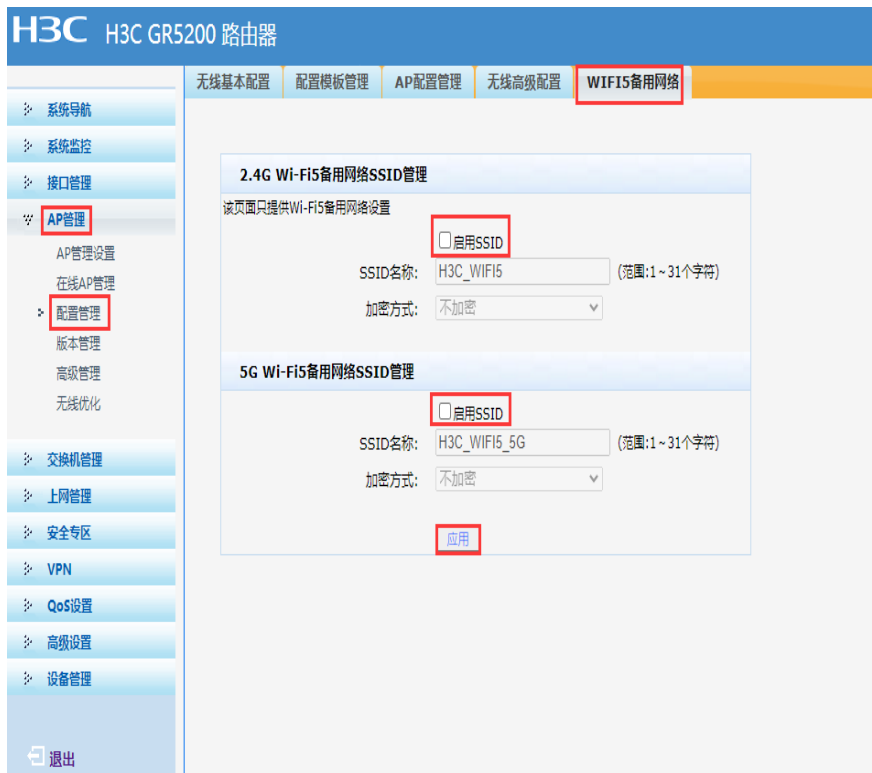 H3C H3C GR5200 路由器
无线基本配置 配置模板管理 AP配置管理 无线高级配置 WIFI5备用网络
系统导航
系统监控
接口管理
AP管理
AP管理设置
在线AP管理
配置管理
版本管理
高级管理
无线优化
交换机管理
上网管理
安全专区
VPN
QoS设置
高级设置
设备管理
退出
2.4G Wi-Fi5备用网络SSID管理
该页面只提供Wi-Fi5备用网络设置
启用SSID
SSID名称: H3C_WIFI5 (范围:1~31个字符)
加密方式: 不加密
5G Wi-Fi5备用网络SSID管理
启用SSID
SSID名称: H3C_WIFI5_5G (范围:1~31个字符)
加密方式: 不加密
应用